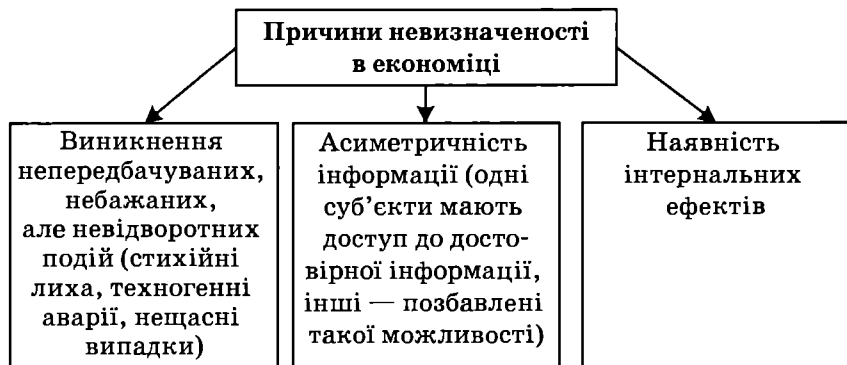 Причини невизначеності
в економіці
Виникнення
непередбачуваних,
небажаних,
але невідворотних
подій (стихійні
лиха, техногенні
аварії, нещасні
випадки)
Асиметричність
інформації (одні
суб’єкти мають
доступ до досто-
вірної інформації,
інші — позбавлені
такої можливості)
Наявність
інтернальних
ефектів